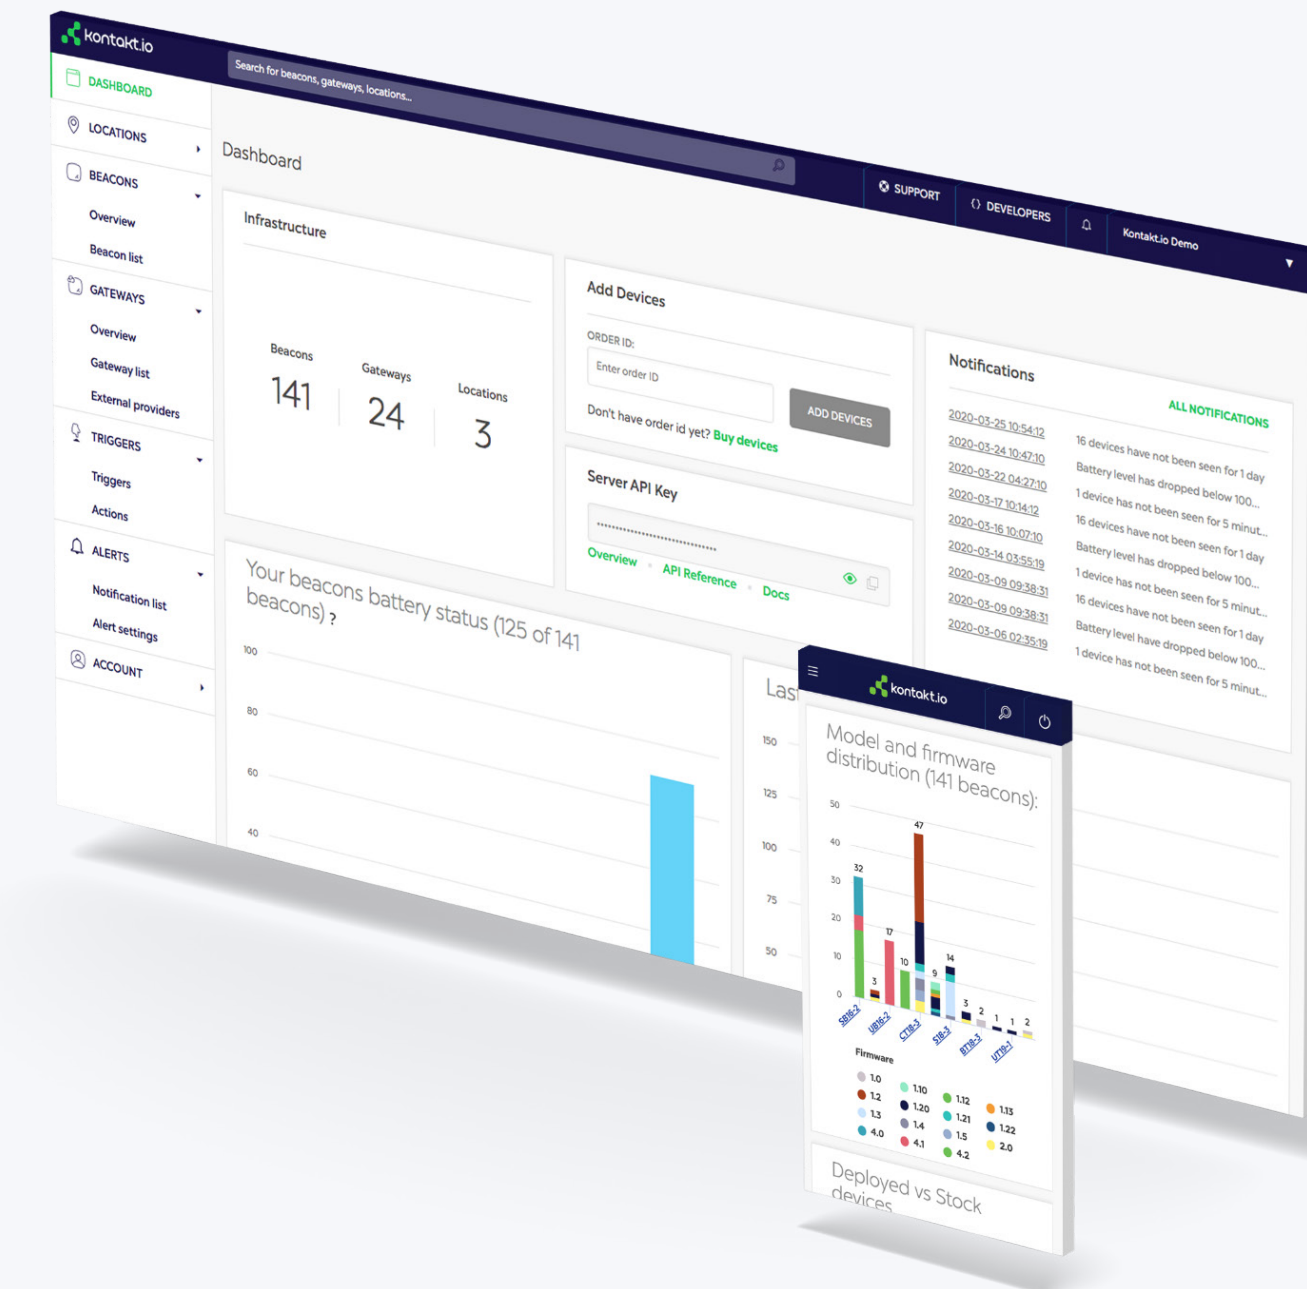 kontakt.io
Search for beacons, gateways, locations...
SUPPORT
DEVELOPERS
Kontakt.io Demo
DASHBOARD
LOCATIONS
BEACONS
Overview
Beacon list
GATEWAYS
Overview
Gateway list
External providers
TRIGGERS
Triggers
Actions
ALERTS
Notification list
Alert settings
ACCOUNT
Dashboard
Infrastructure
Beacons
141
Gateways
24
Locations
3
Add Devices
ORDER ID:
Enter order ID
ADD DEVICES
Don't have order id yet? Buy devices
Server API Key
Overview
API Reference
Docs
Notifications
ALL NOTIFICATIONS
2020-03-25 10:54:12 16 devices have not been seen for 1 day
2020-03-24 10:47:10 Battery level has dropped below 100...
2020-03-22 04:27:10 1 device has not been seen for 5 minut...
2020-03-17 10:14:12 16 devices have not been seen for 1 day
2020-03-16 10:07:10 Battery level has dropped below 100...
2020-03-14 03:55:19 1 device has not been seen for 5 minut...
2020-03-09 09:38:31 16 devices have not been seen for 1 day
2020-03-09 09:38:31 Battery level have dropped below 100...
2020-03-06 02:35:19 1 device has not been seen for 5 minut...
Your beacons battery status (125 of 141
beacons) ?
100
80
60
40
Las
150
125
100
75
50
kontakt.io
Model and firmware
distribution (141 beacons):
50
40
30
20
10
0
32
3
17
10
47
9
14
3
2
1
1
2
SB16-2
UB16-2
CT18-3
S18-3
BT18-3
UT19-1
Firmware
1.0
1.10
1.12
1.13
1.2
1.20
1.21
1.22
1.3
1.4
1.5
2.0
4.0
4.1
4.2
Deployed vs Stock
devices